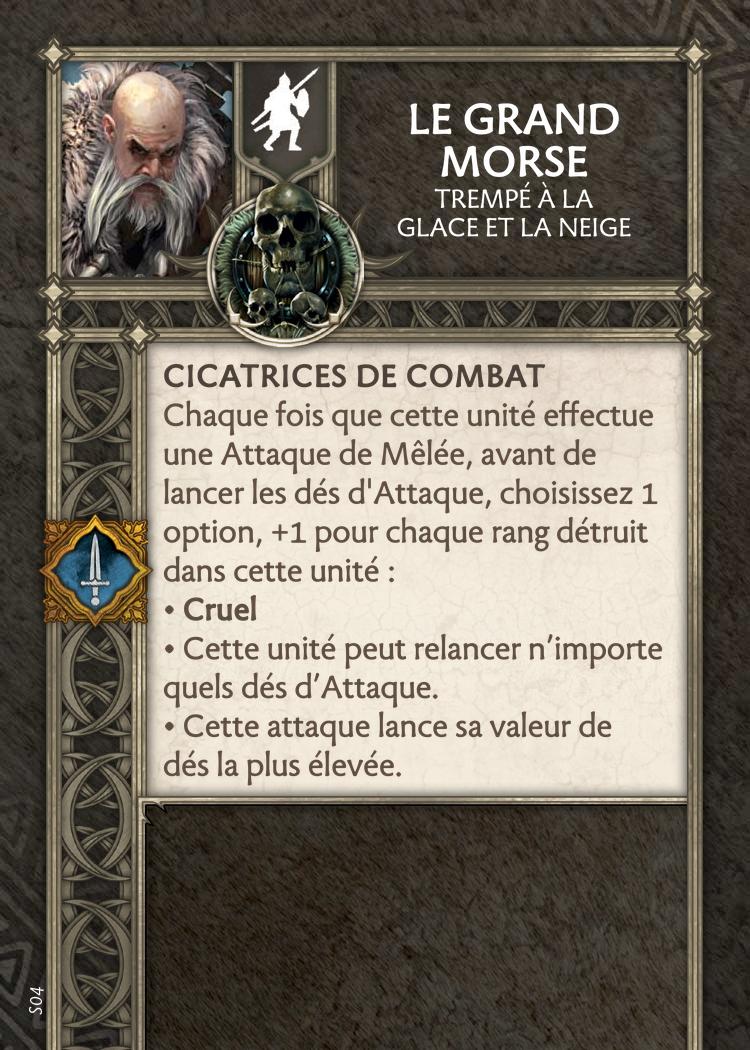 LE GRAND
MORSE
TREMPÉ À LA
GLACE ET LA NEIGE
CICATRICES DE COMBAT
Chaque fois que cette unité effectue
une Attaque de Mêlée, avant de
lancer les dés d'Attaque, choisissez 1
option, +1 pour chaque rang détruit
dans cette unité :
• Cruel
• Cette unité peut relancer n’importe
quels dés d’Attaque.
• Cette attaque lance sa valeur de
dés la plus élevée.
S04